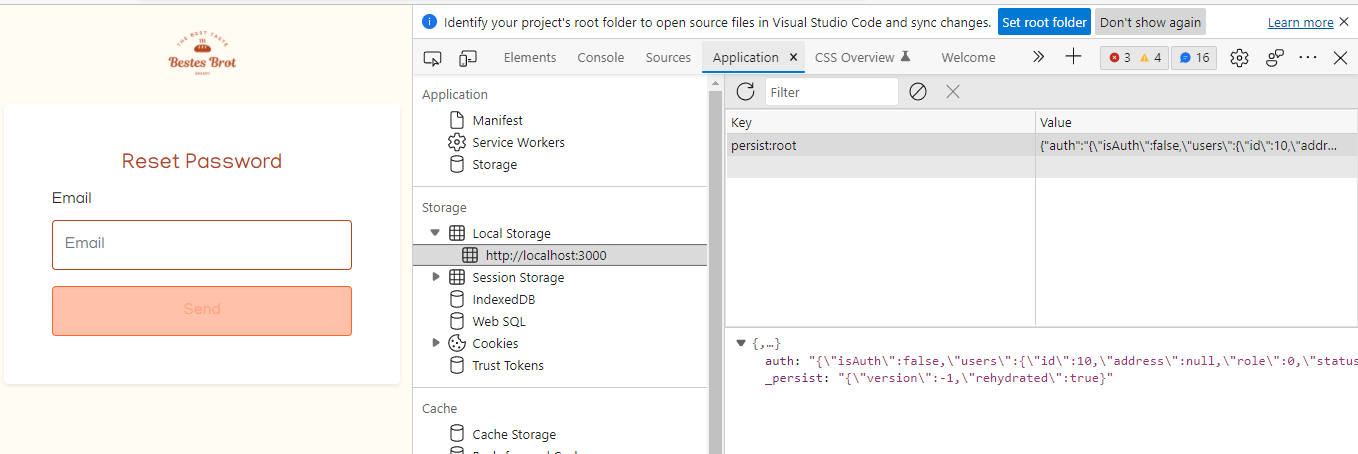 THE BEST TASTE
Bestes Brot
BAKERY
Reset Password
Email
Email
Send
Identify your project's root folder to open source files in Visual Studio Code and sync changes. Set root folder Don't show again Learn more
Elements Console Sources Application CSS Overview Welcome 3 4 16
Application
Manifest
Service Workers
Storage
Storage
Local Storage
http://localhost:3000
Session Storage
IndexedDB
Web SQL
Cookies
Trust Tokens
Cache
Cache Storage
Filter
Key Value
persist:root {"auth":"{\"isAuth\":false,\"users\":{\"id\":10,\"addr...
{,…}
auth: "{\"isAuth\":false,\"users\":{\"id\":10,\"address\":null,\"role\":0,\"status
_persist: "{\"version\":-1,\"rehydrated\":true}"